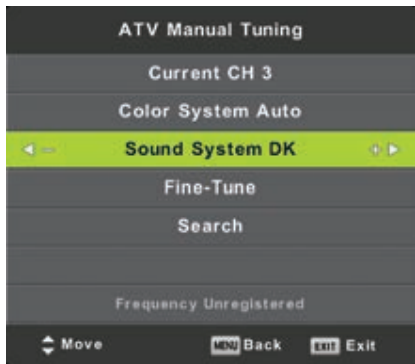 ATV Manual Tuning
Current CH 3
Color System Auto
Sound System DK
Fine-Tune
Search
Frequency Unregistered
Move MENU Back EXIT Exit